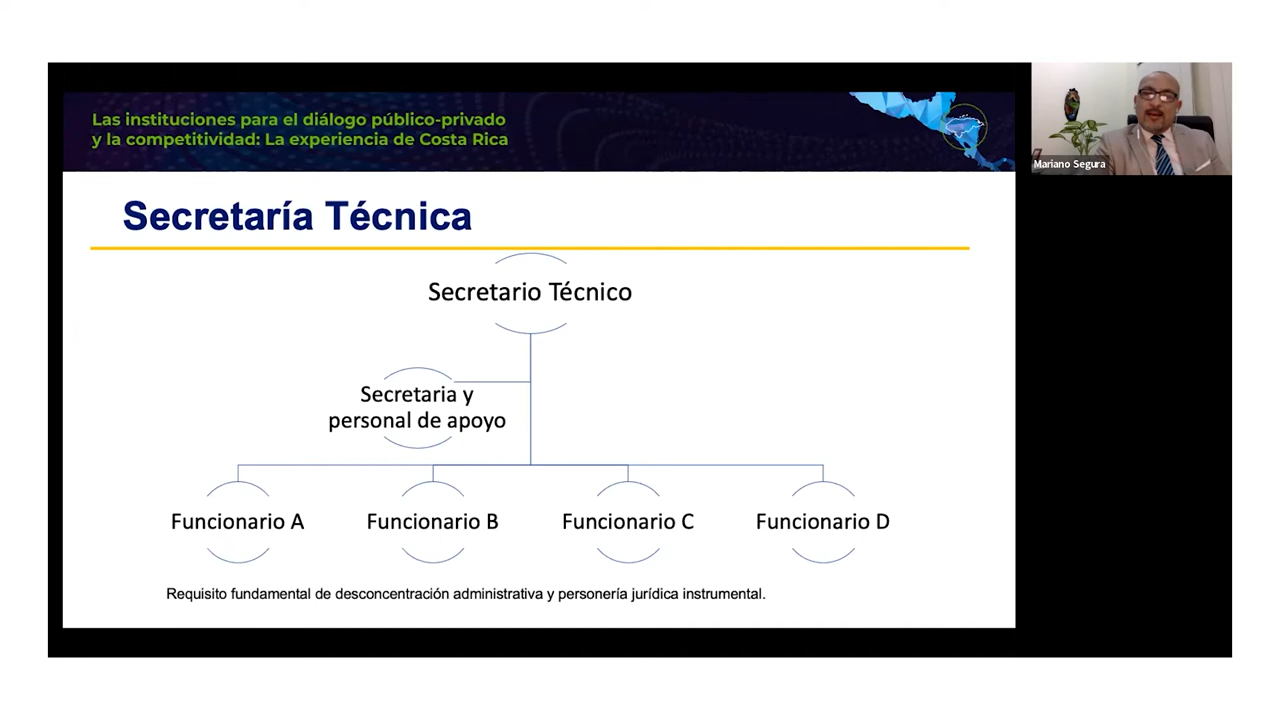 Las instituciones para el diálogo público-privado
y la competitividad: La experiencia de Costa Rica
Mariano Segura
Secretaría Técnica
Secretario Técnico
Secretaria y
personal de apoyo
Funcionario A
Funcionario B
Funcionario C
Funcionario D
Requisito fundamental de desconcentración administrativa y personería jurídica instrumental.